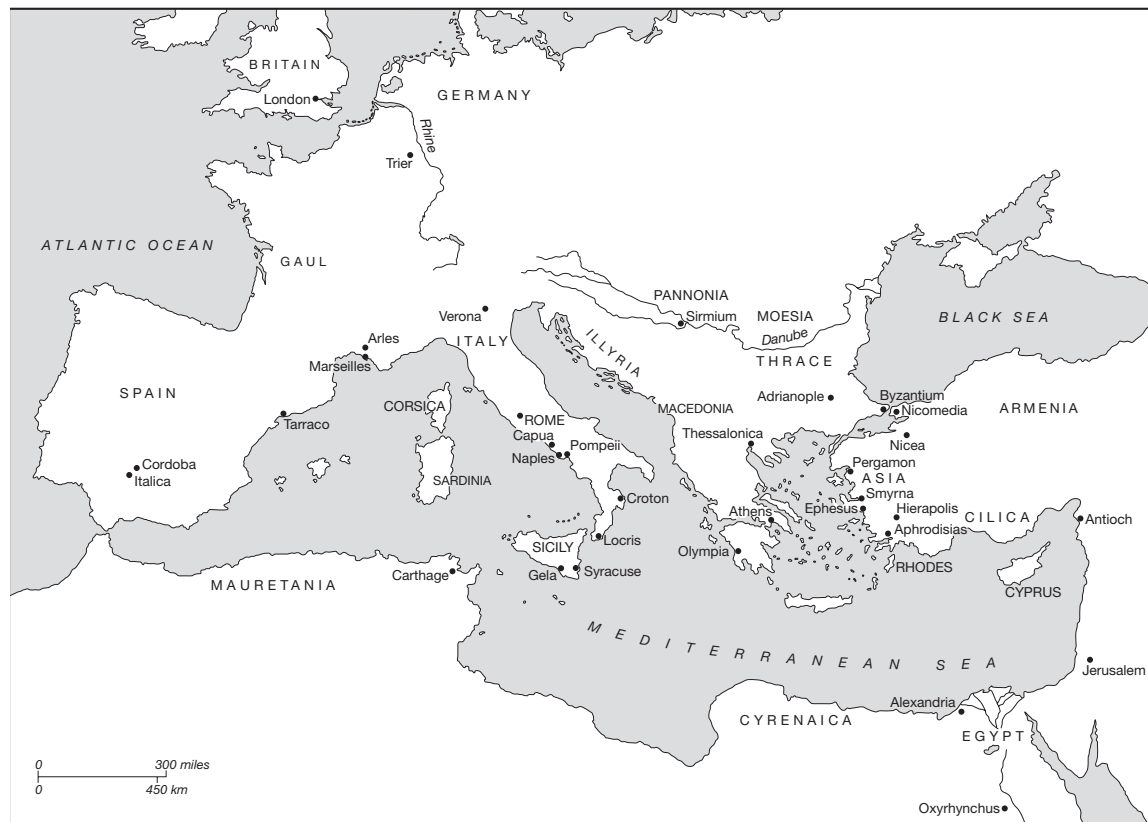 BRITAIN
London
GERMANY
Rhine
Trier
ATLANTIC OCEAN
GAUL
PANNONIA
Sirmium
MOESIA
Danube
THRACE
BLACK SEA
Verona
ITALY
ILLYRIA
Arles
Marseilles
SPAIN
Tarraco
CORSICA
ROME
Capua
Pompeii
Naples
MACEDONIA
Thessalonica
Adrianople
Byzantium
Nicomedia
ARMENIA
Nicea
Cordoba
Italica
SARDINIA
Croton
Pergamon
ASIA
Smyrna
Ephesus
Hierapolis
Aphrodisias
CILICA
Antioch
Athens
Olympia
Locris
SICILY
Gela
Syracuse
RHODES
CYPRUS
MAURETANIA
Carthage
MEDITERRANEAN SEA
Jerusalem
Alexandria
CYRENAICA
EGYPT
Oxyrhynchus
0 300 miles
0 450 km